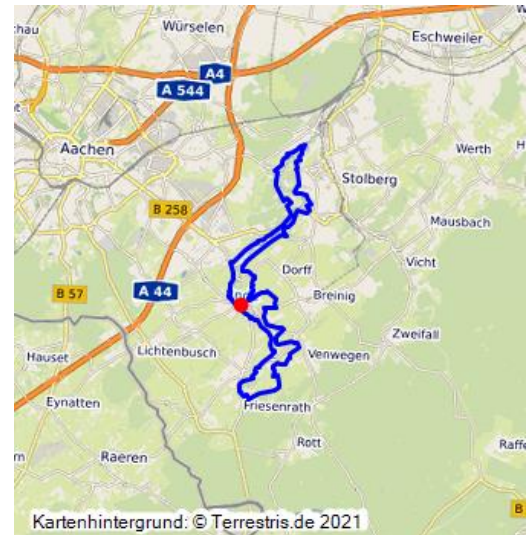 Würselen
Eschweiler
A4
A 544
Aachen
Werth
Stolberg
B 258
Mausbach
Dorff
Vicht
A 44
B 57
Breinig
Zweifall
Lichtenbusch
Hauset
Venwegen
Eynatten
Friesenrath
Rott
Raeren
Raffe
B
Kartenhintergrund: © Terrestris.de 2021